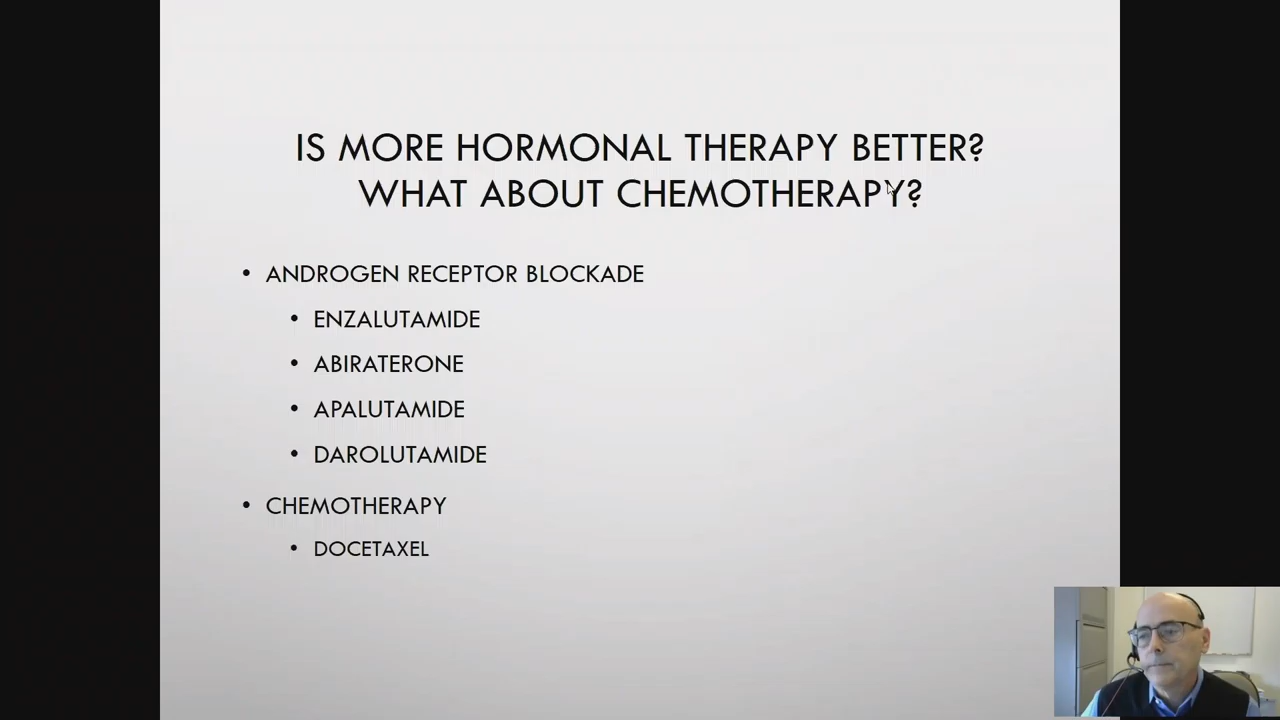 IS MORE HORMONAL THERAPY BETTER?
WHAT ABOUT CHEMOTHERAPY?
• ANDROGEN RECEPTOR BLOCKADE
• ENZALUTAMIDE
• ABIRATERONE
• APALUTAMIDE
• DAROLUTAMIDE
• CHEMOTHERAPY
• DOCETAXEL